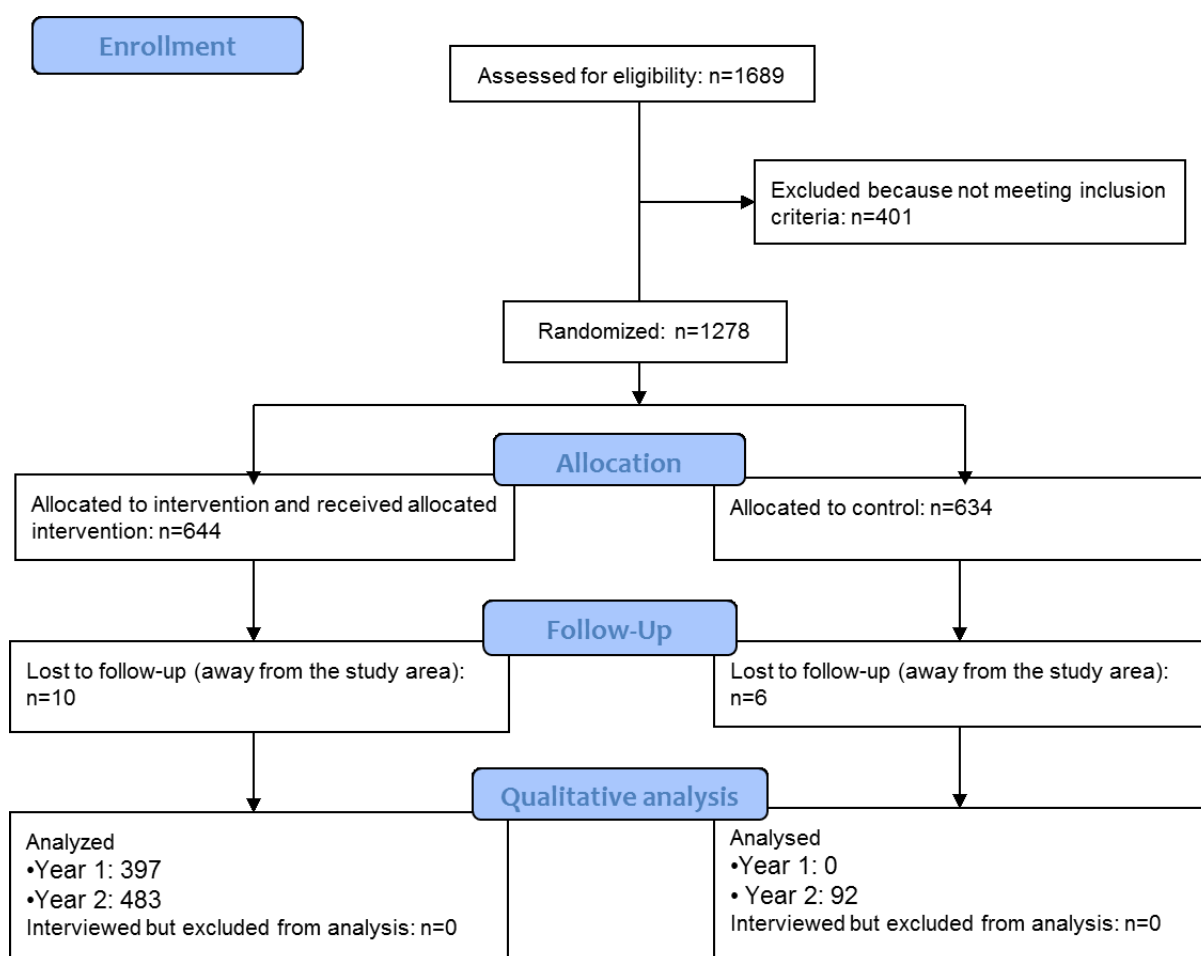 Enrollment
Assessed for eligibility: n=1689
Excluded because not meeting inclusion
criteria: n=401
Randomized: n=1278
Allocation
Allocated to intervention and received allocated
intervention: n=644
Allocated to control: n=634
Follow-Up
Lost to follow-up (away from the study area):
n=10
Lost to follow-up (away from the study area):
n=6
Qualitative analysis
Analyzed
•Year 1: 397
•Year 2: 483
Interviewed but excluded from analysis: n=0
Analysed
•Year 1: 0
• Year 2: 92
Interviewed but excluded from analysis: n=0